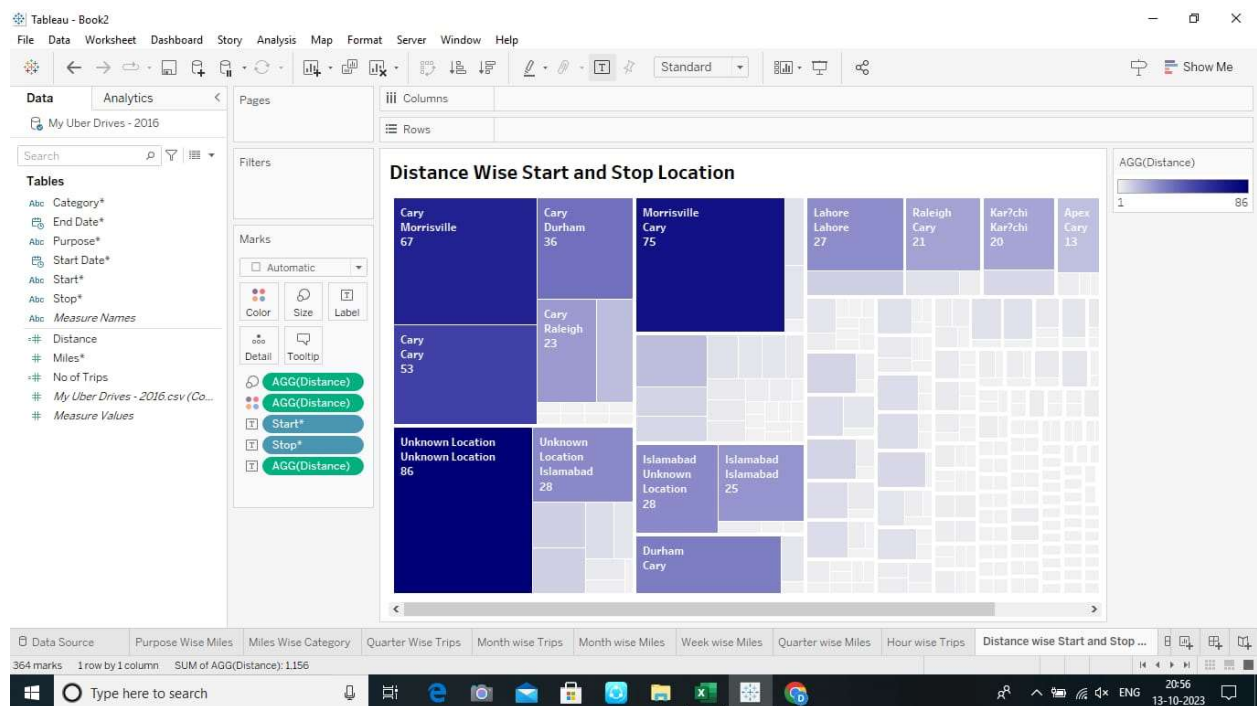 Tableau - Book2
File Data Worksheet Dashboard Story Analysis Map Format Server Window Help
Standard
Show Me
Data Analytics
Pages
iii Columns
My Uber Drives - 2016
Rows
Search
Filters
Tables
Abc Category*
End Date*
Abc Purpose*
Start Date*
Abc Start*
Abc Stop*
Abc Measure Names
Distance
# Miles*
No of Trips
# My Uber Drives - 2016.csv (Co...
# Measure Values
Marks
Automatic
Color Size Label
Detail Tooltip
AGG(Distance)
AGG(Distance)
Start*
Stop*
AGG(Distance)
Distance Wise Start and Stop Location
Cary
Morrisville
67
Cary
Durham
36
Morrisville
Cary
75
Lahore
Lahore
27
Raleigh
Cary
21
Kar?chi
Kar?chi
20
Apex
Cary
13
Cary
Raleigh
23
Cary
Cary
53
Unknown Location
Unknown Location
86
Unknown
Location
Islamabad
28
Islamabad
Unknown
Location
28
Islamabad
Islamabad
25
Durham
Cary
AGG(Distance)
1 86
Data Source Purpose Wise Miles Miles Wise Category Quarter Wise Trips Month wise Trips Month wise Miles Week wise Miles Quarter wise Miles Hour wise Trips Distance wise Start and Stop ...
364 marks 1 row by 1 column SUM of AGG(Distance): 1,156
Type here to search
ENG
20:56
13-10-2023